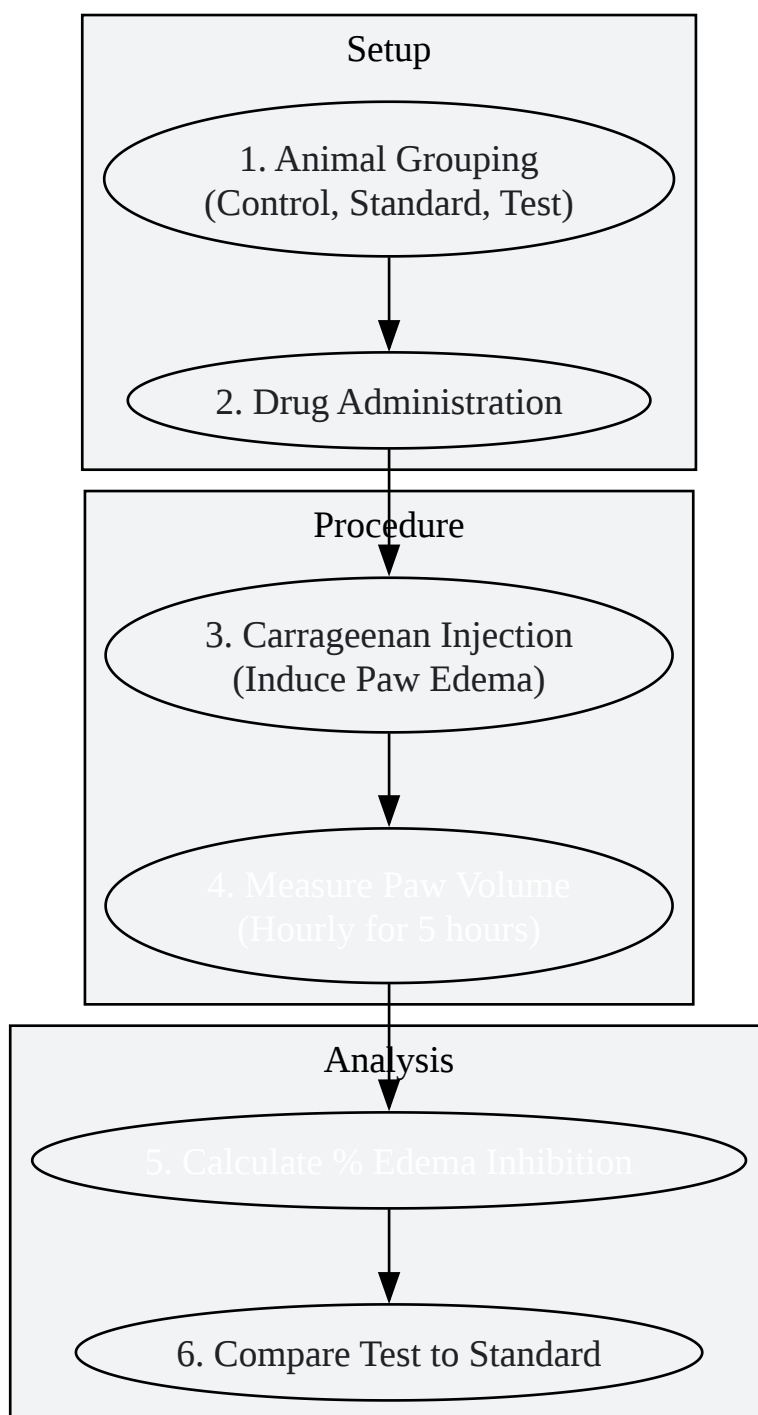 Setup
1. Animal Grouping
(Control, Standard, Test)
2. Drug Administration
Procedure
3. Carrageenan Injection
(Induce Paw Edema)
4. Measure Paw Volume
(Hourly for 5 hours)
Analysis
5. Calculate % Edema Inhibition
6. Compare Test to Standard